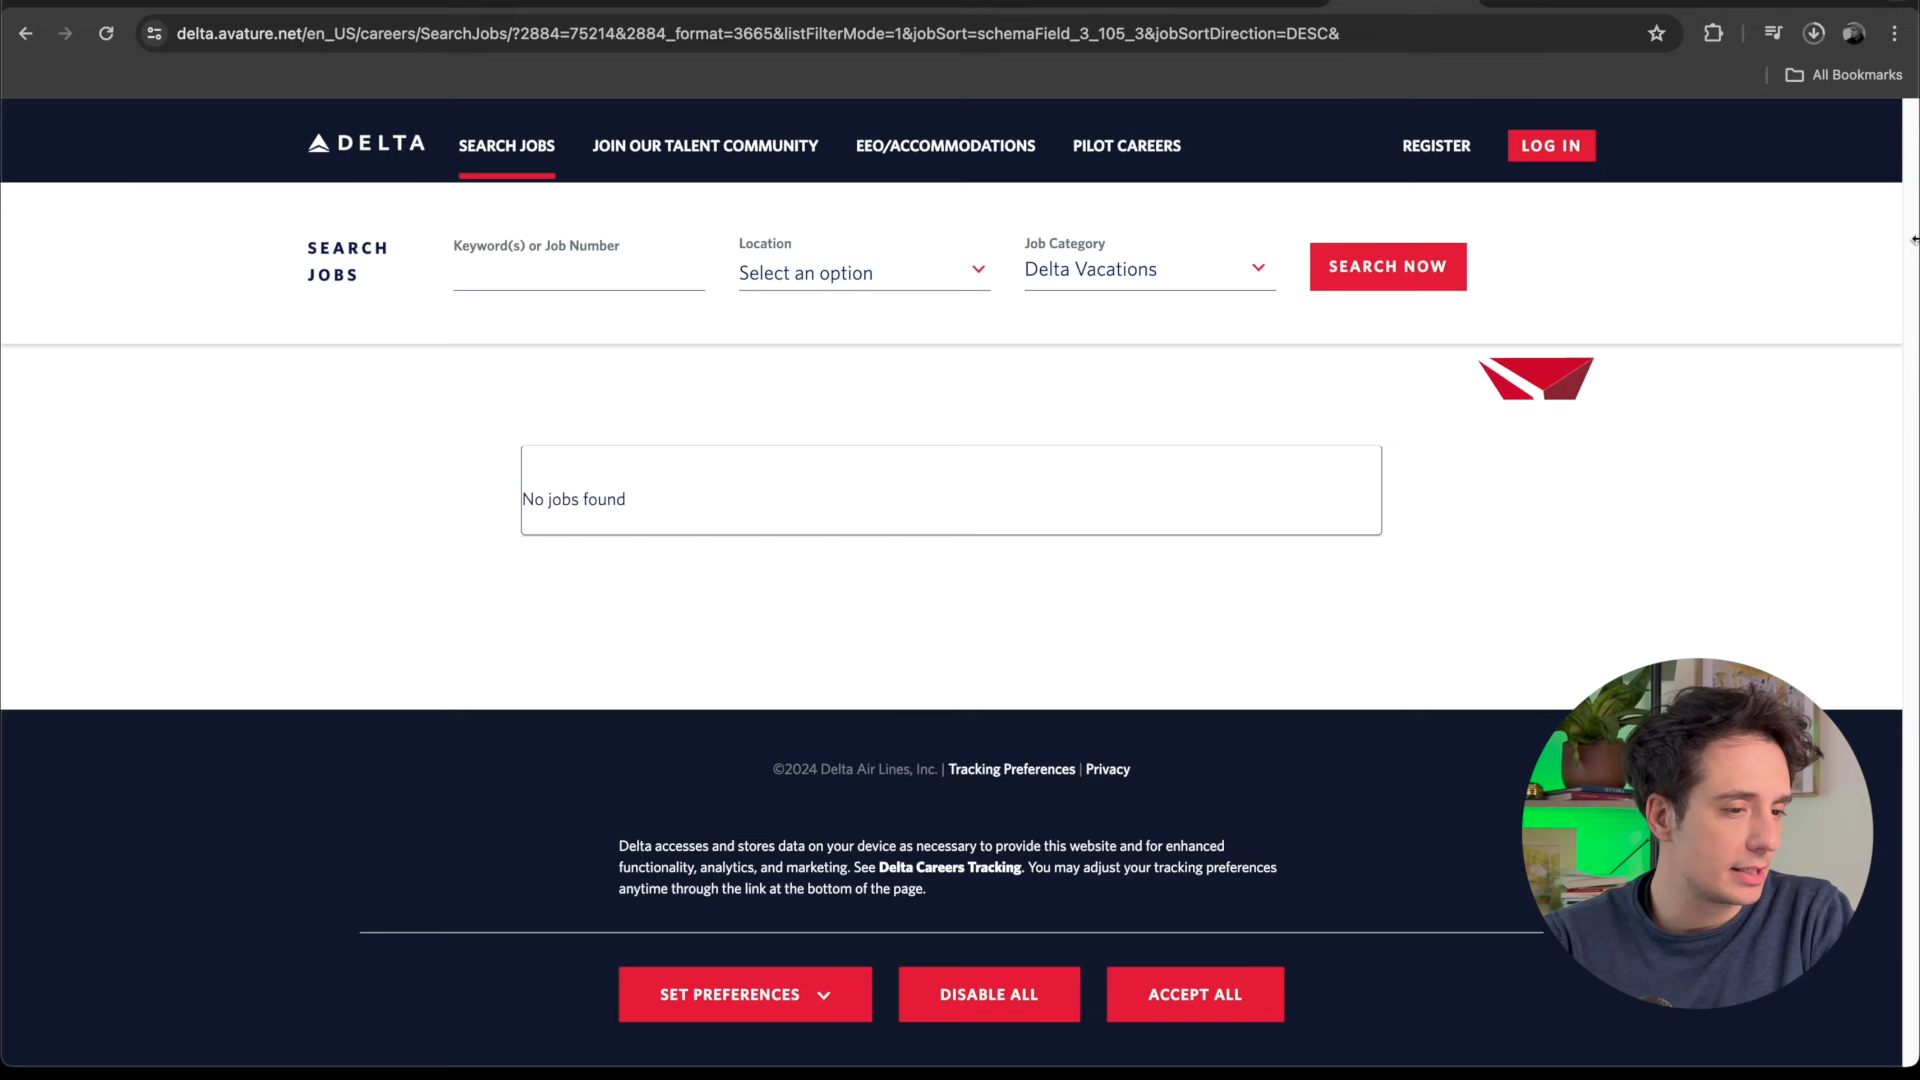 delta.avature.net/en_US/careers/SearchJobs/?2884=75214&2884_format=3665&listFilterMode=1&jobSort=schemaField_3_105_3&jobSortDirection=DESC&
All Bookmarks
DELTA SEARCH JOBS JOIN OUR TALENT COMMUNITY EEO/ACCOMMODATIONS PILOT CAREERS REGISTER LOG IN
SEARCH
JOBS
Keyword(s) or Job Number
Location
Select an option
Job Category
Delta Vacations
SEARCH NOW
No jobs found
©2024 Delta Air Lines, Inc. | Tracking Preferences | Privacy
Delta accesses and stores data on your device as necessary to provide this website and for enhanced
functionality, analytics, and marketing. See Delta Careers Tracking. You may adjust your tracking preferences
anytime through the link at the bottom of the page.
SET PREFERENCES DISABLE ALL ACCEPT ALL